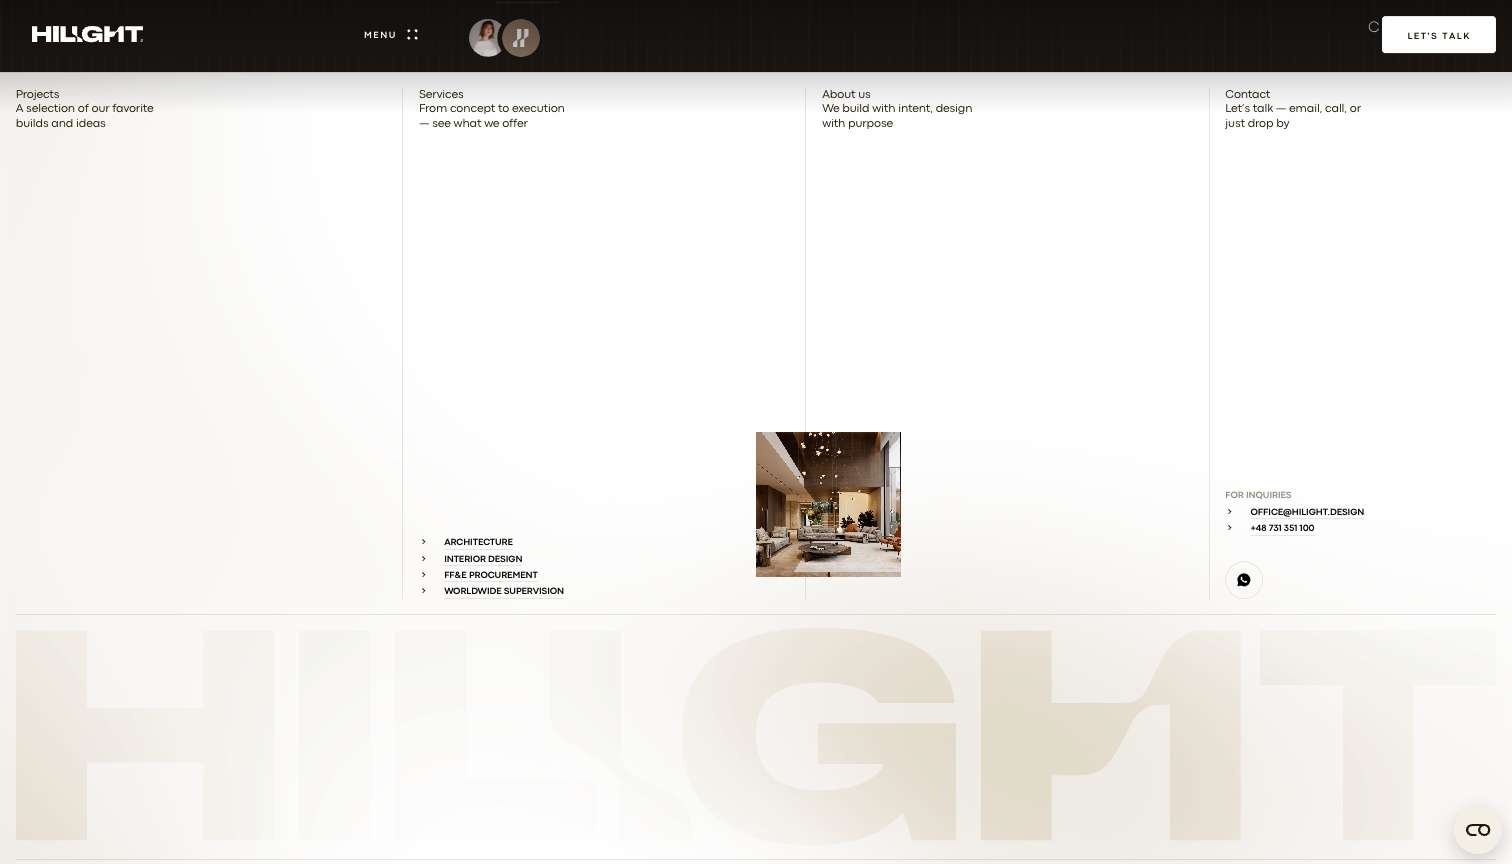 HILIGHT
MENU
LET'S TALK
Projects
A selection of our favorite
builds and ideas
Services
From concept to execution
— see what we offer
ARCHITECTURE
INTERIOR DESIGN
FF&E PROCUREMENT
WORLDWIDE SUPERVISION
About us
We build with intent, design
with purpose
Contact
Let's talk — email, call, or
just drop by
FOR INQUIRIES
OFFICE@HILIGHT.DESIGN
+48 731 351 100
HILIGHT